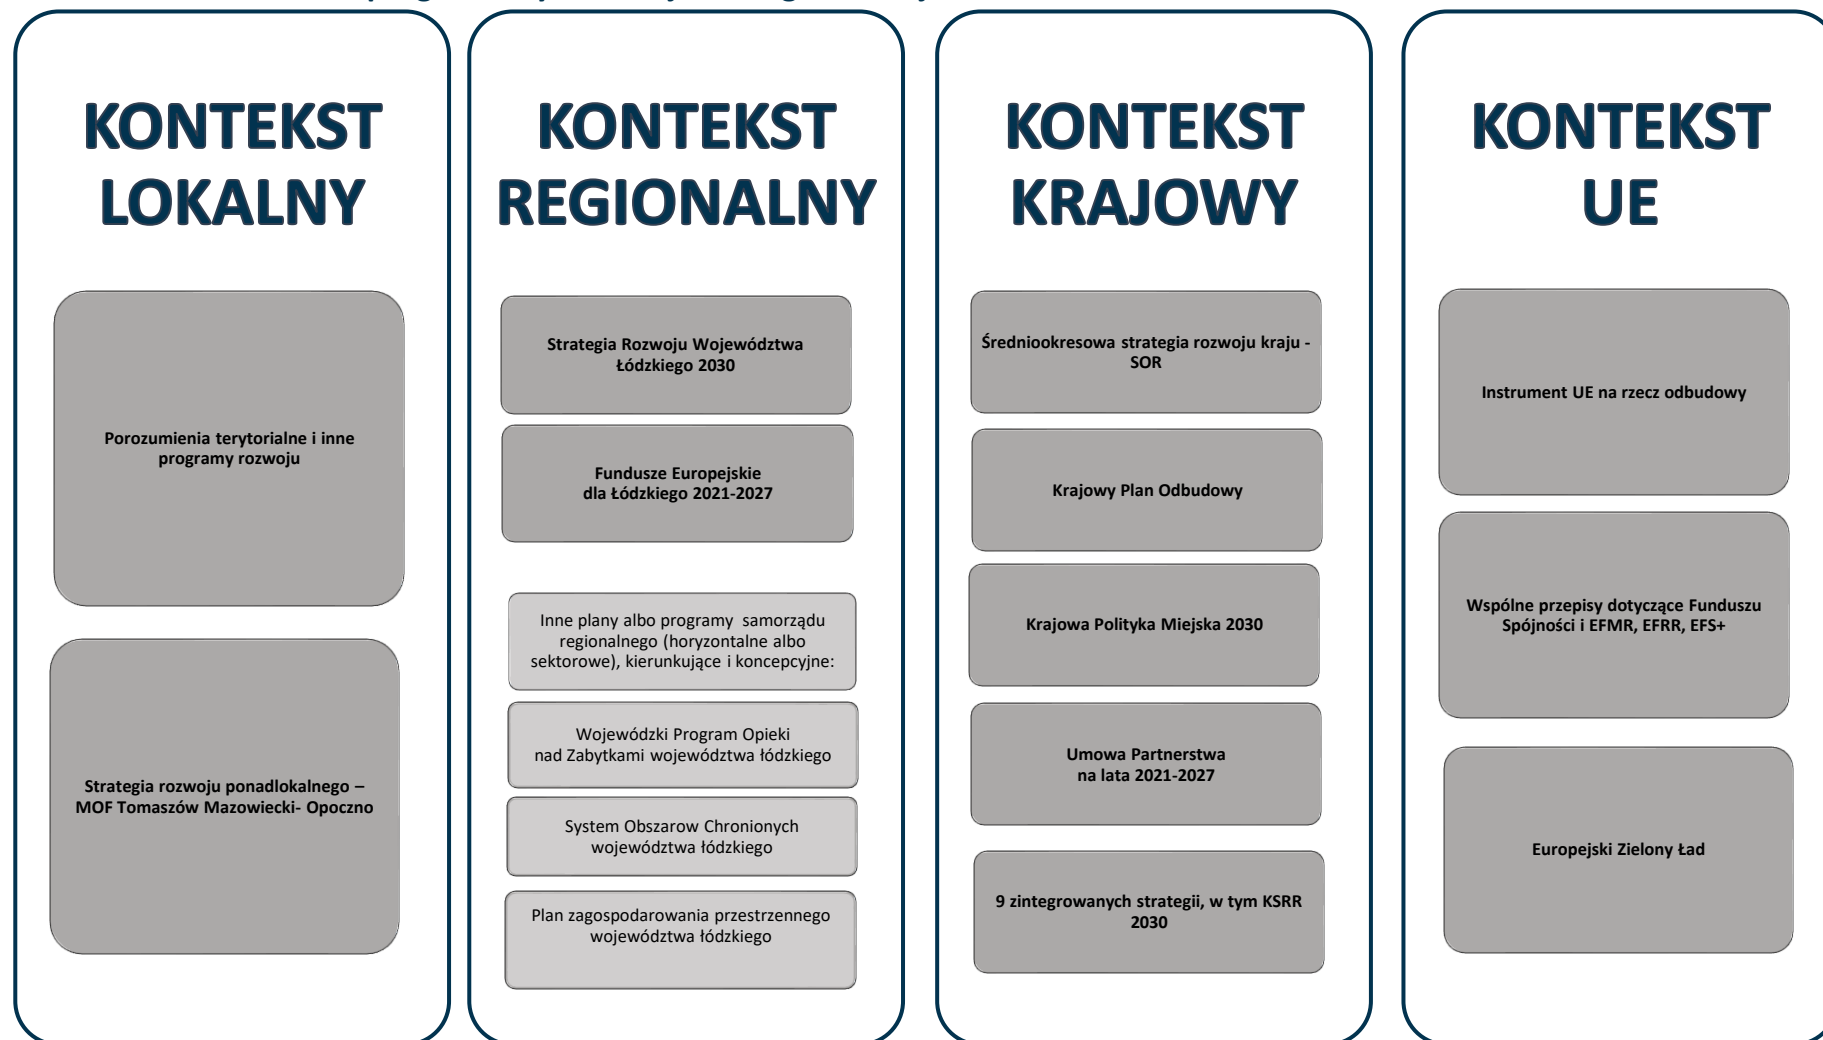 KONTEKST
LOKALNY
Porozumienia terytorialne i inne
programy rozwoju
Strategia rozwoju ponadlokalnego –
MOF Tomaszów Mazowiecki- Opoczno
KONTEKST
REGIONALNY
Strategia Rozwoju Województwa
Łódzkiego 2030
Fundusze Europejskie
dla Łódzkiego 2021-2027
Inne plany albo programy samorządu
regionalnego (horyzontalne albo
sektorowe), kierunkujące i koncepcyjne:
Wojewódzki Program Opieki
nad Zabytkami województwa łódzkiego
System Obszarow Chronionych
województwa łódzkiego
Plan zagospodarowania przestrzennego
województwa łódzkiego
KONTEKST
KRAJOWY
Średniookresowa strategia rozwoju kraju -
SOR
Krajowy Plan Odbudowy
Krajowa Polityka Miejska 2030
Umowa Partnerstwa
na lata 2021-2027
9 zintegrowanych strategii, w tym KSRR
2030
KONTEKST
UE
Instrument UE na rzecz odbudowy
Wspólne przepisy dotyczące Funduszu
Spójności i EFMR, EFRR, EFS+
Europejski Zielony Ład